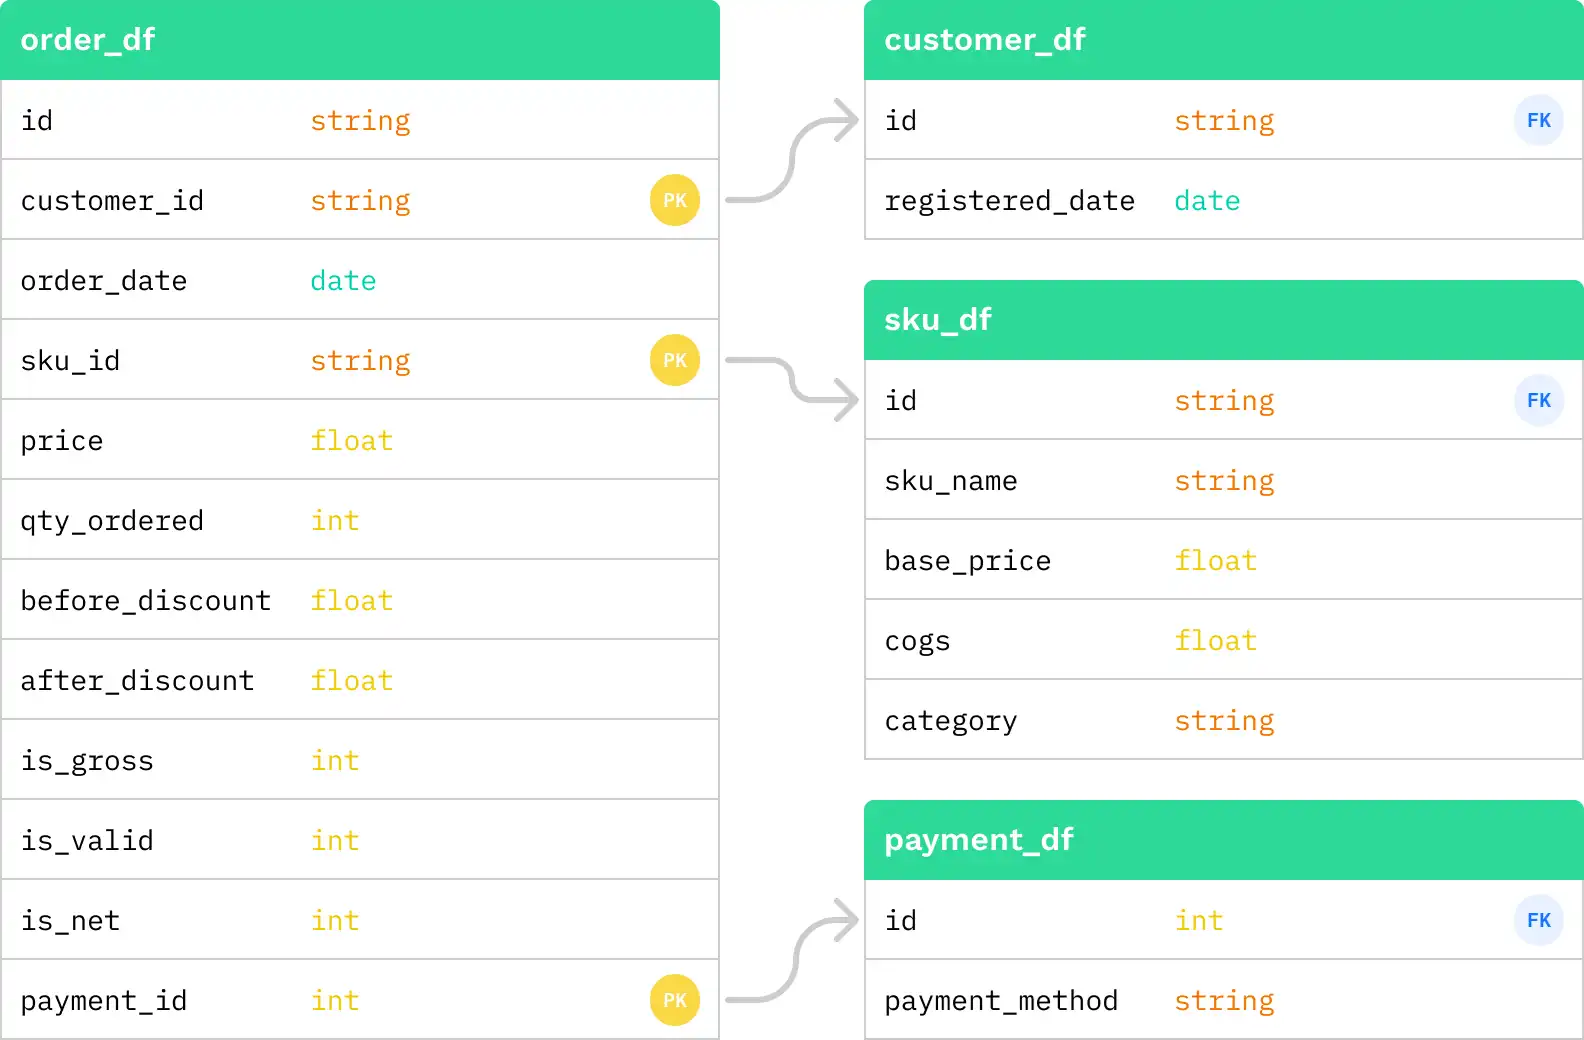 order_df
id string
customer_id string PK
order_date date
sku_id string PK
price float
qty_ordered int
before_discount float
after_discount float
is_gross int
is_valid int
is_net int
payment_id int PK
customer_df
id string FK
registered_date date
sku_df
id string FK
sku_name string
base_price float
cogs float
category string
payment_df
id int FK
payment_method string